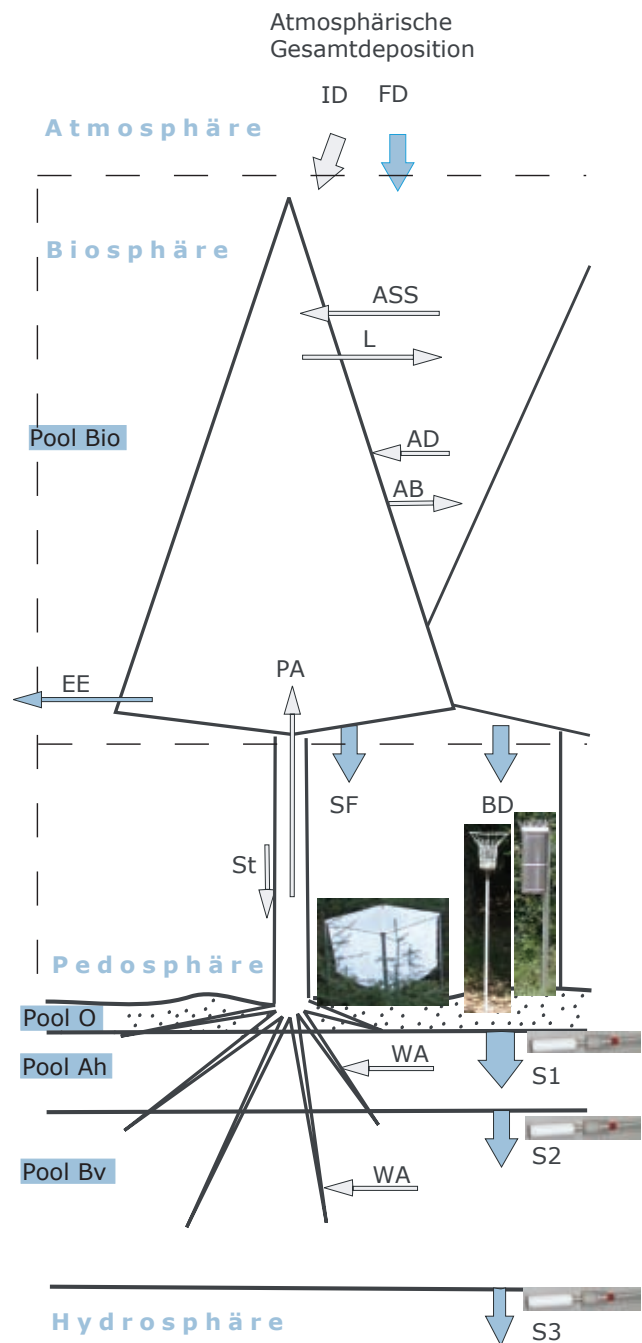 Atmosphärische
Gesamtdeposition
ID FD
Atmosphäre
Biosphäre
ASS
L
Pool Bio
AD
AB
EE
PA
SF
BD
St
Pedosphäre
Pool O
Pool Ah
WA
S1
S2
Pool Bv
WA
Hydrosphäre
S3